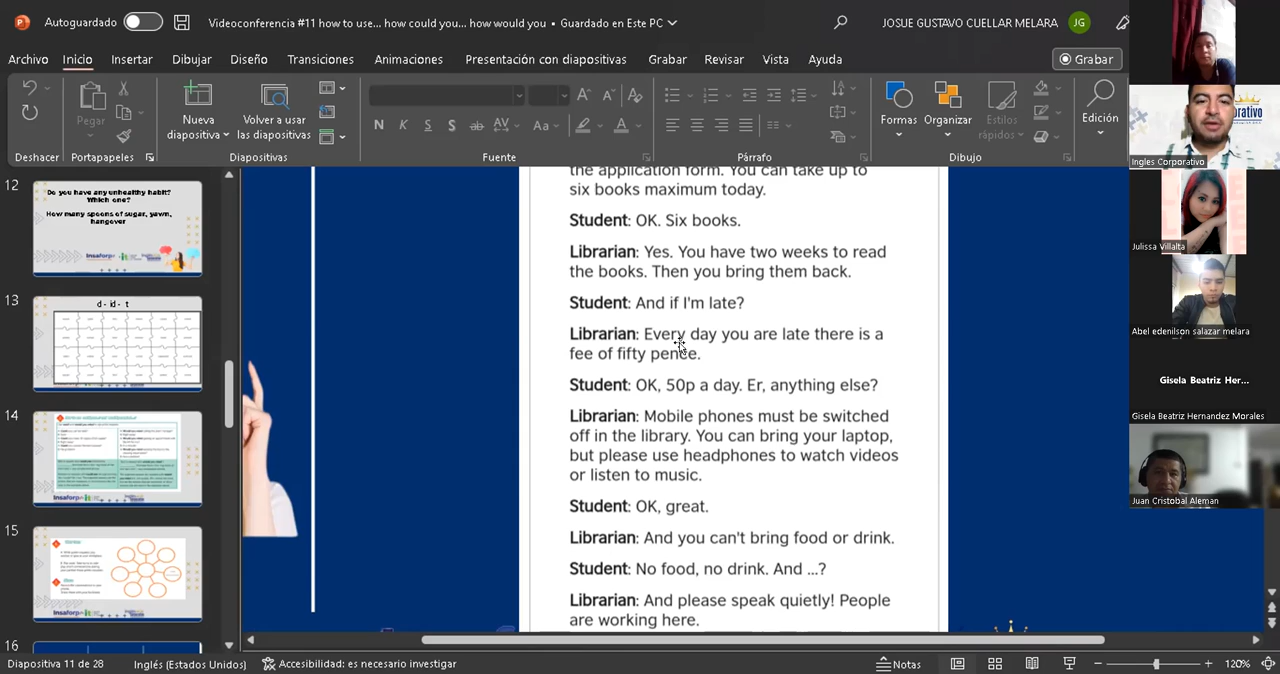 Autoguardado
Videoconferencia #11 how to use... how could you... how would you • Guardado en Este PC
JOSUE GUSTAVO CUELLAR MELARA
JG
Archivo Inicio Insertar Dibujar Diseño Transiciones Animaciones Presentación con diapositivas Grabar Revisar Vista Ayuda
Grabar
Pegar
Nueva diapositiva
Volver a usar las diapositivas
N K S S ab AV Aa A
Formas
Organizar
Estilos rápidos
Edición
Deshacer Portapapeles Diapositivas Fuente Párrafo Dibujo
12
Do you have any unhealthy habit?
Which one?
How many spoons of sugar, yawn,
hangover
Insaforp
13
d - id - t
Insaforp
14
Insaforp
15
Insaforp
16
the application form. You can take up to
six books maximum today.
Student: OK. Six books.
Librarian: Yes. You have two weeks to read
the books. Then you bring them back.
Student: And if I'm late?
Librarian: Every day you are late there is a
fee of fifty pence.
Student: OK, 50p a day. Er, anything else?
Librarian: Mobile phones must be switched
off in the library. You can bring your laptop,
but please use headphones to watch videos
or listen to music.
Student: OK, great.
Librarian: And you can't bring food or drink.
Student: No food, no drink. And ...?
Librarian: And please speak quietly! People
are working here.
Ingles Corporativo
Julissa Villalta
Abel edenilson salazar melara
Gisela Beatriz Her...
Gisela Beatriz Hernandez Morales
Juan Cristobal Aleman
Diapositiva 11 de 28
Inglés (Estados Unidos)
Accesibilidad: es necesario investigar
Notas
120%